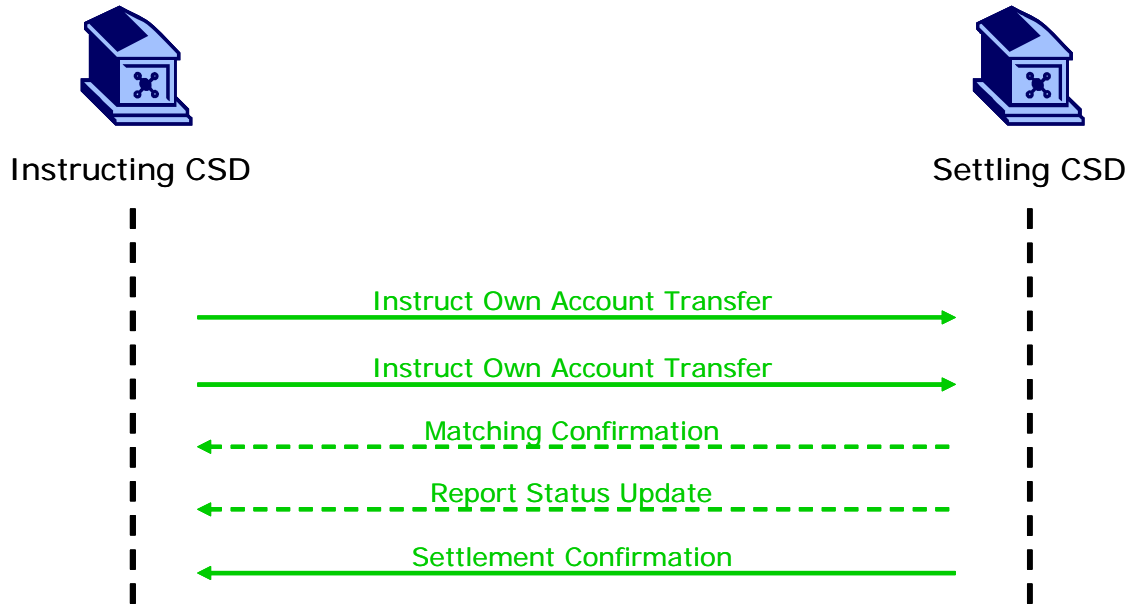 Instructing CSD
Settling CSD
Instruct Own Account Transfer
Instruct Own Account Transfer
Matching Confirmation
Report Status Update
Settlement Confirmation